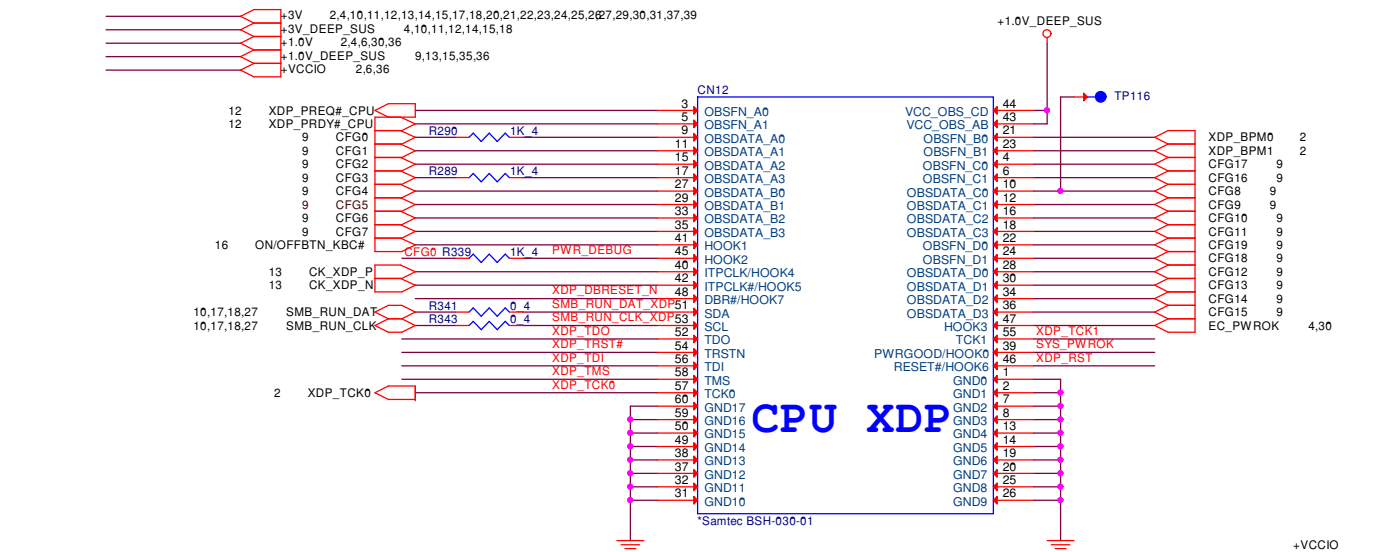 +3V 2,4,10,11,12,13,14,15,17,18,20,21,22,23,24,25,26,27,29,30,31,37,39
+3V_DEEP_SUS 4,10,11,12,14,15,18
+1.0V 2,4,6,30,36
+1.0V_DEEP_SUS 9,13,15,35,36
+VCCIO 2,6,36
+1.0V_DEEP_SUS
CN12
TP116
12 XDP_PREQ#_CPU 3 OBSFN_A0 VCC_OBS_CD 44
12 XDP_PRDY#_CPU 5 OBSFN_A1 VCC_OBS_AB 43
9 CFG0 R290 1K_4 9 OBSDATA_A0 OBSFN_B0 21 XDP_BPM0 2
9 CFG1 11 OBSDATA_A1 OBSFN_B1 23 XDP_BPM1 2
9 CFG2 15 OBSDATA_A2 OBSFN_C0 4 CFG17 9
9 CFG3 R289 1K_4 17 OBSDATA_A3 OBSFN_C1 6 CFG16 9
9 CFG4 27 OBSDATA_B0 OBSDATA_C0 10 CFG8 9
9 CFG5 29 OBSDATA_B1 OBSDATA_C1 12 CFG9 9
9 CFG6 33 OBSDATA_B2 OBSDATA_C2 16 CFG10 9
9 CFG7 35 OBSDATA_B3 OBSDATA_C3 18 CFG11 9
16 ON/OFFBTN_KBC# 41 HOOK1 OBSFN_D0 22 CFG19 9
CFG0 R339 1K_4 PWR_DEBUG 45 HOOK2 OBSFN_D1 24 CFG18 9
13 CK_XDP_P 40 ITPCLK/HOOK4 OBSDATA_D0 28 CFG12 9
13 CK_XDP_N 42 ITPCLK#/HOOK5 OBSDATA_D1 30 CFG13 9
XDP_DBRESET_N 48 DBR#/HOOK7 OBSDATA_D2 34 CFG14 9
10,17,18,27 SMB_RUN_DAT R341 0_4 SMB_RUN_DAT_XDP 51 SDA OBSDATA_D3 36 CFG15 9
10,17,18,27 SMB_RUN_CLK R343 0_4 SMB_RUN_CLK_XDP 53 SCL HOOK3 47 EC_PWROK 4,30
XDP_TDO 52 TDO TCK1 55 XDP_TCK1
XDP_TRST# 54 TRSTN PWRGOOD/HOOK0 39 SYS_PWROK
XDP_TDI 56 TDI RESET#/HOOK6 46 XDP_RST
XDP_TMS 58 TMS GND0 1
2 XDP_TCK0 XDP_TCK0 57 TCK0 GND1 2
60 GND17 GND2 7
59 GND16 GND3 8
50 GND15 GND4 13
49 GND14 GND5 14
38 GND13 GND6 19
37 GND12 GND7 20
32 GND11 GND8 25
31 GND10 GND9 26
CPU XDP
*Samtec BSH-030-01
+VCCIO